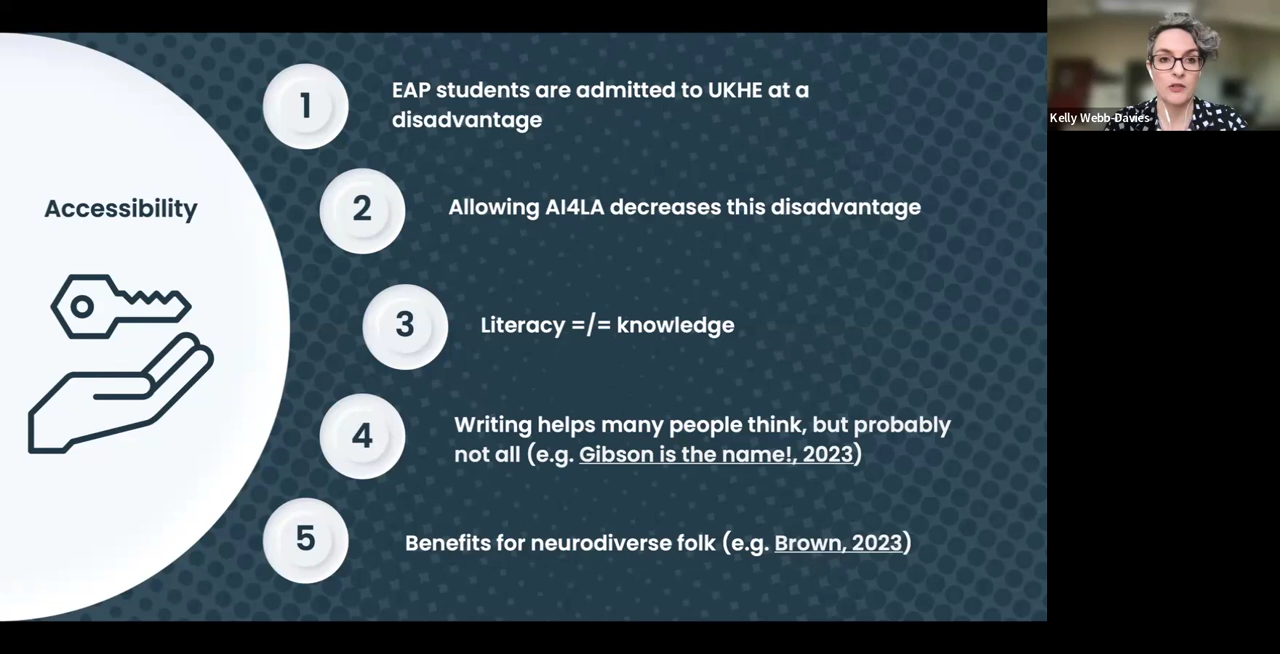 Accessibility
1
EAP students are admitted to UKHE at a
disadvantage
2
Allowing AI4LA decreases this disadvantage
3
Literacy =/= knowledge
4
Writing helps many people think, but probably
not all (e.g. Gibson is the name!, 2023)
5
Benefits for neurodiverse folk (e.g. Brown, 2023)
Kelly Webb-Davies